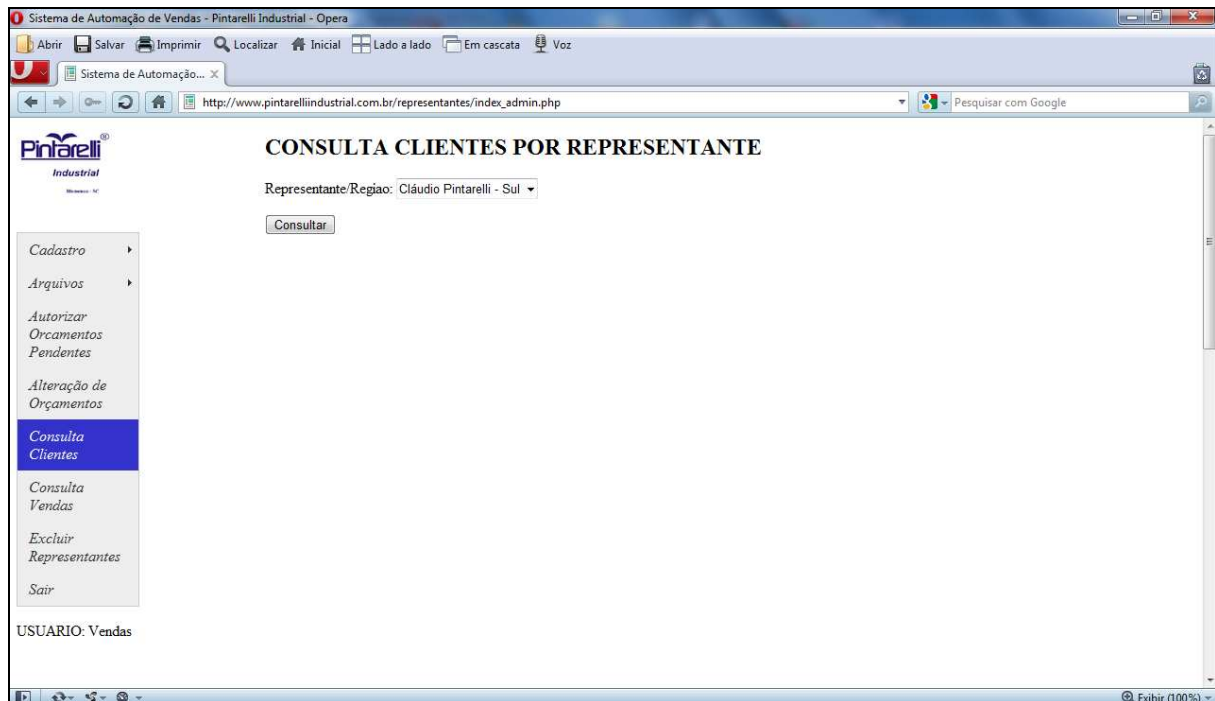 Sistema de Automação de Vendas - Pintarelli Industrial - Opera
Abrir Salvar Imprimir Localizar Inicial Lado a lado Em cascata Voz
Sistema de Automação...
http://www.pintarelliindustrial.com.br/representantes/index_admin.php Pesquisar com Google
Pintarelli®
Industrial
CONSULTA CLIENTES POR REPRESENTANTE
Representante/Regiao: Cláudio Pintarelli - Sul
Consultar
Cadastro
Arquivos
Autorizar
Orcamentos
Pendentes
Alteração de
Orçamentos
Consulta
Clientes
Consulta
Vendas
Excluir
Representantes
Sair
USUARIO: Vendas
Exibir (100%)